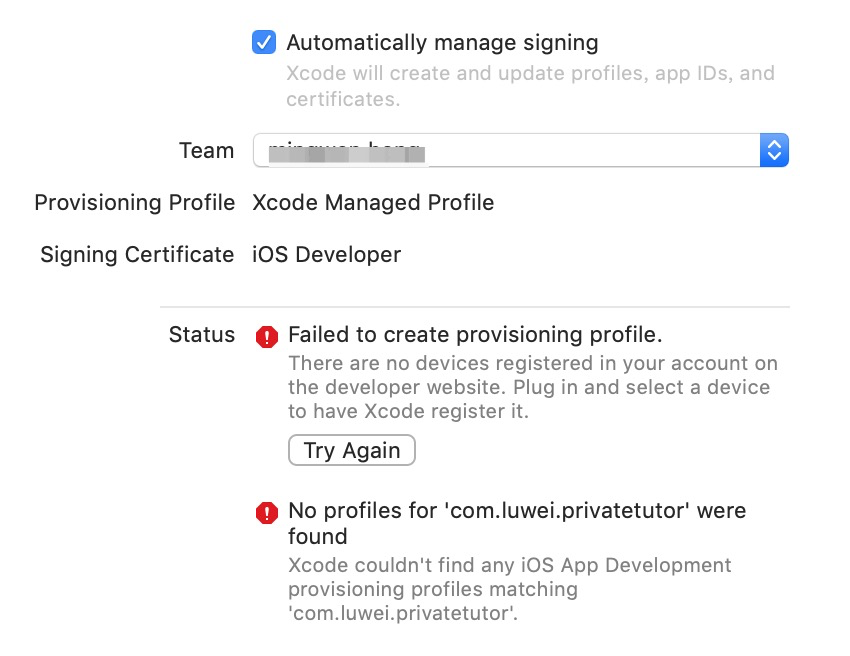 Automatically manage signing
Xcode will create and update profiles, app IDs, and
certificates.
Team
Provisioning Profile Xcode Managed Profile
Signing Certificate iOS Developer
Status
Failed to create provisioning profile.
There are no devices registered in your account on
the developer website. Plug in and select a device
to have Xcode register it.
Try Again
No profiles for 'com.luwei.privatetutor' were
found
Xcode couldn't find any iOS App Development
provisioning profiles matching
'com.luwei.privatetutor'.